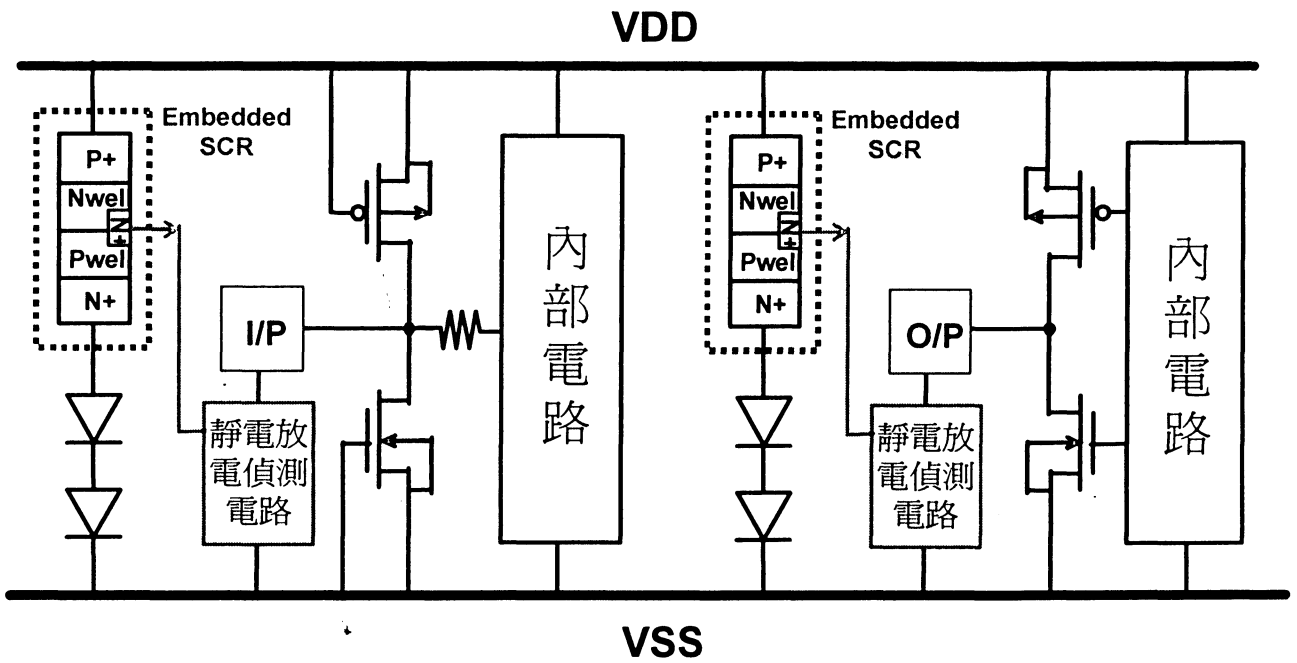 VDD
Embedded
SCR
P+
Nwel
N+
Pwel
N+
I/P
靜電放
電偵測
電路
內
部
電
路
Embedded
SCR
P+
Nwel
N+
Pwel
N+
O/P
靜電放
電偵測
電路
內
部
電
路
VSS